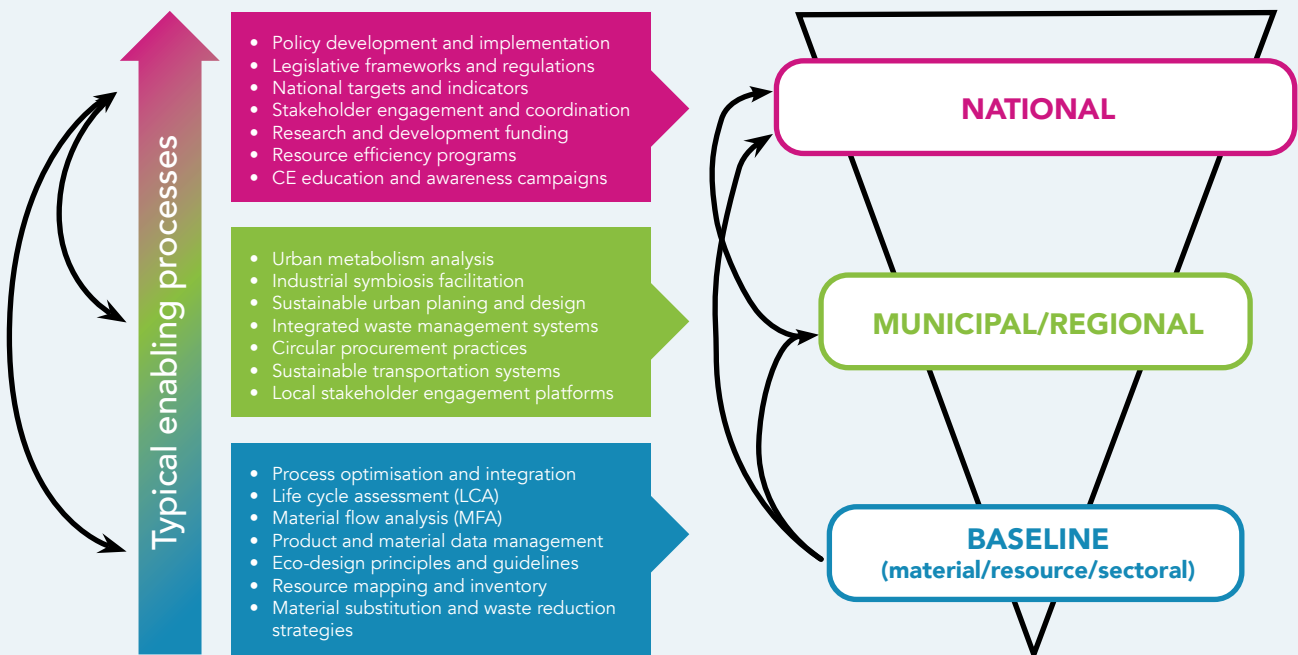 Typical enabling processes
• Policy development and implementation
• Legislative frameworks and regulations
• National targets and indicators
• Stakeholder engagement and coordination
• Research and development funding
• Resource efficiency programs
• CE education and awareness campaigns
NATIONAL
• Urban metabolism analysis
• Industrial symbiosis facilitation
• Sustainable urban planing and design
• Integrated waste management systems
• Circular procurement practices
• Sustainable transportation systems
• Local stakeholder engagement platforms
MUNICIPAL/REGIONAL
• Process optimisation and integration
• Life cycle assessment (LCA)
• Material flow analysis (MFA)
• Product and material data management
• Eco-design principles and guidelines
• Resource mapping and inventory
• Material substitution and waste reduction
strategies
BASELINE
(material/resource/sectoral)